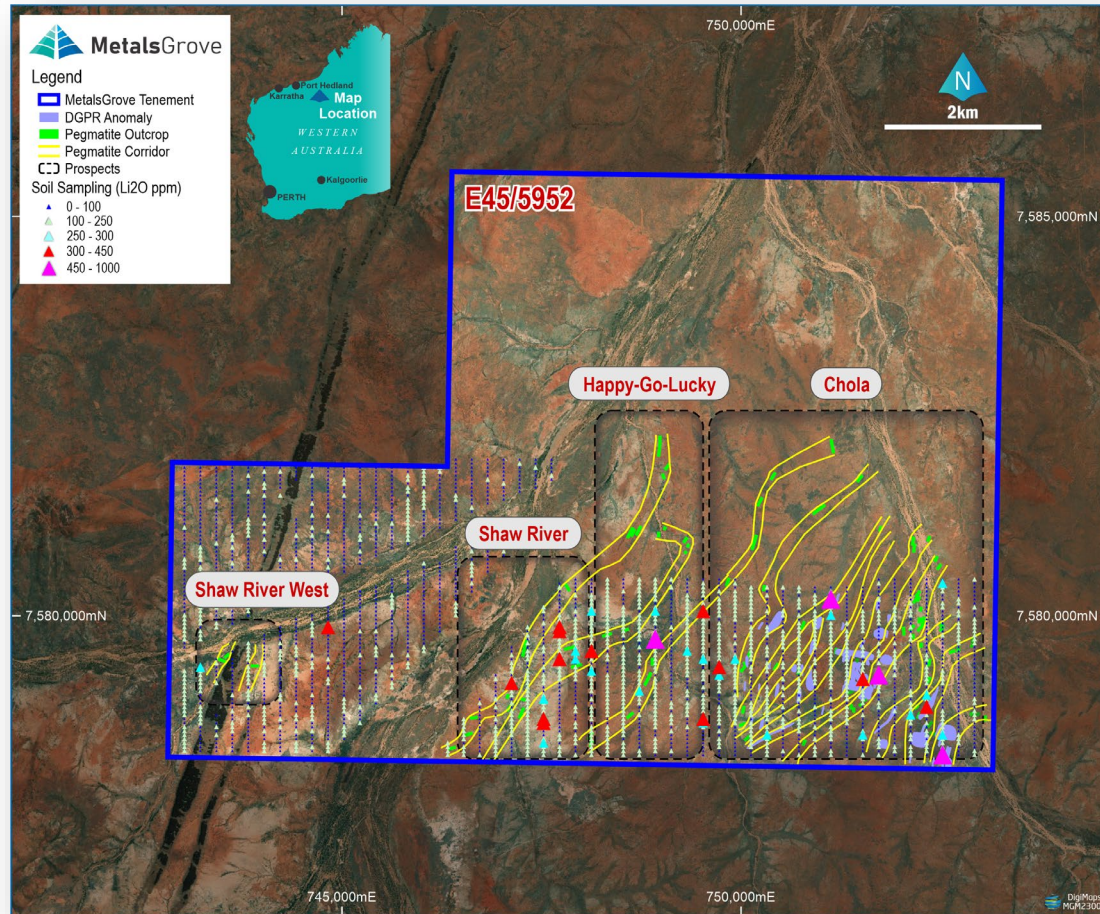 MetalsGrove
Legend
MetalsGrove Tenement
DGPR Anomaly
Pegmatite Outcrop
Pegmatite Corridor
Prospects
Soil Sampling (Li2O ppm)
0 - 100
100 - 250
250 - 300
300 - 450
450 - 1000
Port Hedland
Karratha
Map
Location
WESTERN
AUSTRALIA
Kalgoorlie
PERTH
750,000mE
N
2km
E45/5952
7,585,000mN
Happy-Go-Lucky
Chola
Shaw River
Shaw River West
7,580,000mN
7,580,000mN
745,000mE
750,000mE
DigiMaps